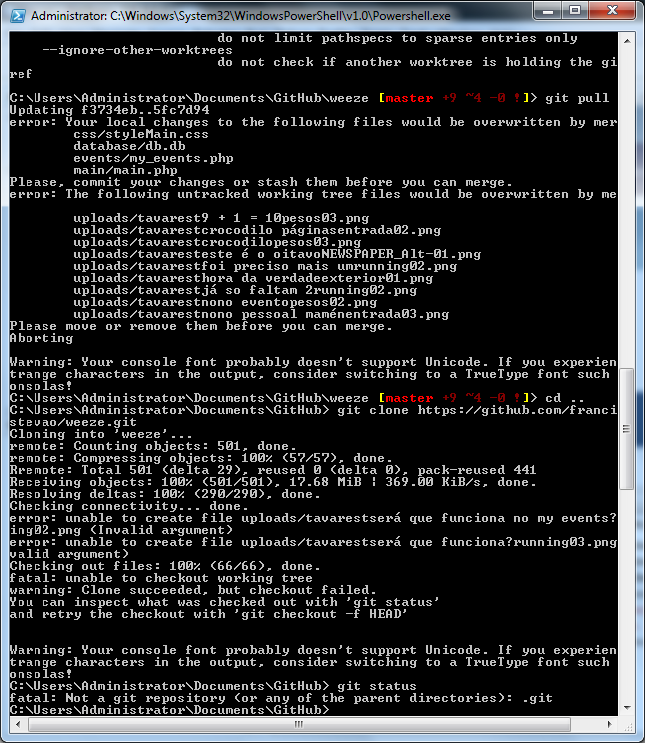 Administrator: C:\Windows\System32\WindowsPowerShell\v1.0\Powershell.exe
do not limit pathspecs to sparse entries only
--ignore-other-worktrees
do not check if another worktree is holding the gi
ref
C:\Users\Administrator\Documents\GitHub\weeze [master +9 ~4 -0 !]> git pull
Updating f3734eb..5fc7d94
error: Your local changes to the following files would be overwritten by mer
css/styleMain.css
database/db.db
events/my_events.php
main/main.php
Please, commit your changes or stash them before you can merge.
error: The following untracked working tree files would be overwritten by me
uploads/tavarest9 + 1 = 10pesos03.png
uploads/tavarestcrocodilo páginasentrada02.png
uploads/tavarestcrocodilopesos03.png
uploads/tavaresteste é o oitavoNEWSPAPER_Alt-01.png
uploads/tavarestfoi preciso mais umrunning02.png
uploads/tavaresthora da verdadeexterior01.png
uploads/tavarestjá so faltam 2running02.png
uploads/tavarestnono eventopesos02.png
uploads/tavarestnono pessoal maménentrada03.png
Please move or remove them before you can merge.
Aborting
Warning: Your console font probably doesn't support Unicode. If you experien
trange characters in the output, consider switching to a TrueType font such
onsolas!
C:\Users\Administrator\Documents\GitHub\weeze [master +9 ~4 -0 !]> cd ..
C:\Users\Administrator\Documents\GitHub> git clone https://github.com/franci
stevao/weeze.git
Cloning into 'weeze'...
remote: Counting objects: 501, done.
remote: Compressing objects: 100% (57/57), done.
Rremote: Total 501 (delta 29), reused 0 (delta 0), pack-reused 441
Receiving objects: 100% (501/501), 17.68 MiB | 369.00 KiB/s, done.
Resolving deltas: 100% (290/290), done.
Checking connectivity... done.
error: unable to create file uploads/tavarestserá que funciona no my events?
ing02.png (Invalid argument)
error: unable to create file uploads/tavarestserá que funciona?running03.png
valid argument)
Checking out files: 100% (66/66), done.
fatal: unable to checkout working tree
warning: Clone succeeded, but checkout failed.
You can inspect what was checked out with 'git status'
and retry the checkout with 'git checkout -f HEAD'
Warning: Your console font probably doesn't support Unicode. If you experien
trange characters in the output, consider switching to a TrueType font such
onsolas!
C:\Users\Administrator\Documents\GitHub> git status
fatal: Not a git repository (or any of the parent directories): .git
C:\Users\Administrator\Documents\GitHub>